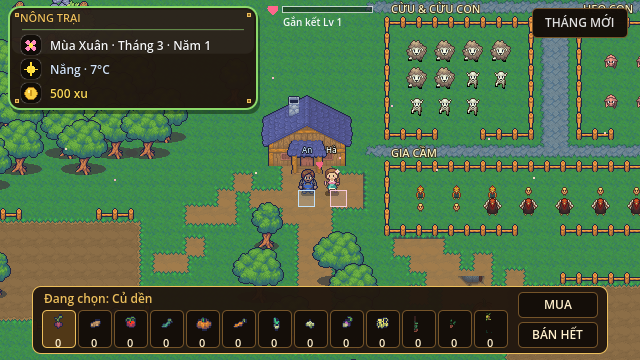 NÔNG TRẠI
Mùa Xuân · Tháng 3 · Năm 1
Nắng · 7°C
500 xu
Gắn kết Lv 1
CỪU & CỪU CON
HEO CON
THÁNG MỚI
An
Hà
GIA CẦM
Đang chọn: Củ dền
0 0 0 0 0 0 0 0 0 0 0 0 0
MUA
BÁN HẾT